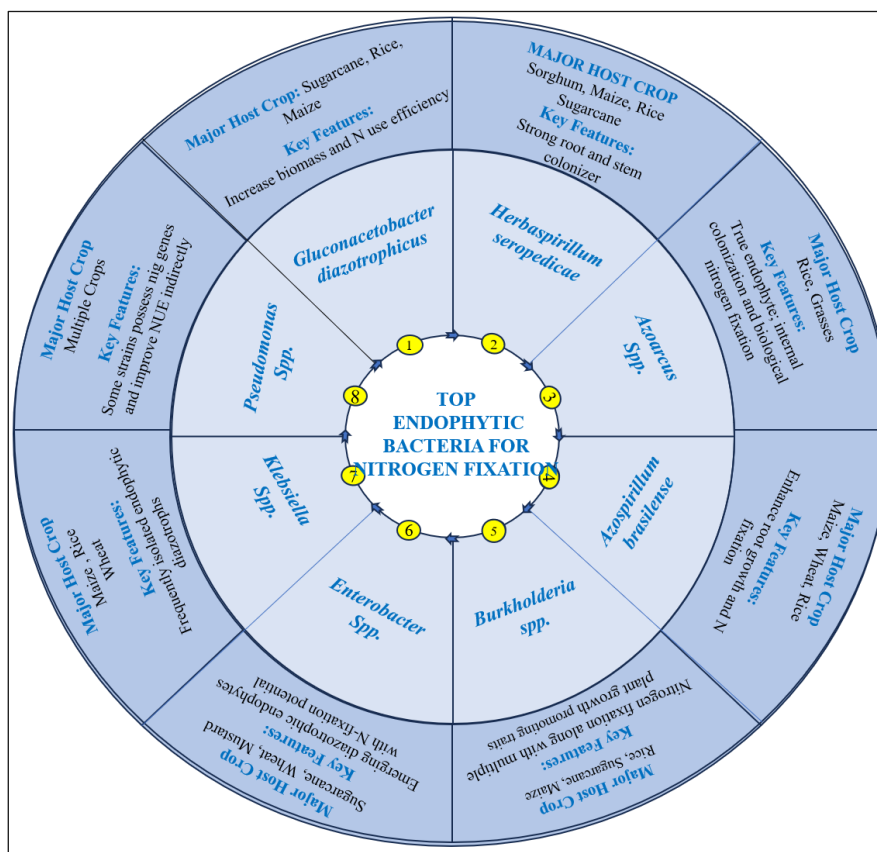 TOP
ENDOPHYTIC
BACTERIA FOR
NITROGEN FIXATION
1
Gluconacetobacter
diazotrophicus
Major Host Crop: Sugarcane, Rice,
Maize
Key Features:
Increase biomass and N use efficiency
2
Herbaspirillum
seropedicae
MAJOR HOST CROP
Sorghum, Maize, Rice
Sugarcane
Key Features:
Strong root and stem
colonizer
3
Azoarcus
Spp.
Major Host Crop
Rice, Grasses
Key Features:
True endophyte; internal
colonization and biological
nitrogen fixation
4
Azospirillum
brasilense
Major Host Crop
Maize, Wheat, Rice
Key Features:
Enhance root growth and N
fixation
5
Burkholderia
spp.
Major Host Crop
Rice, Sugarcane, Maize
Key Features:
Nitrogen fixation along with multiple
plant growth promoting traits
6
Enterobacter
Spp.
Major Host Crop
Sugarcane, Wheat, Mustard
Key Features:
Emerging diazotrophic endophytes
with N-fixation potential
7
Klebsiella
Spp.
Major Host Crop
Maize , Rice
Wheat
Key Features:
Frequently isolated endophytic
diazotrophs
8
Pseudomonus
Spp.
Major Host Crop
Multiple Crops
Key Features:
Some strains possess nig genes
and improve NUE indirectly